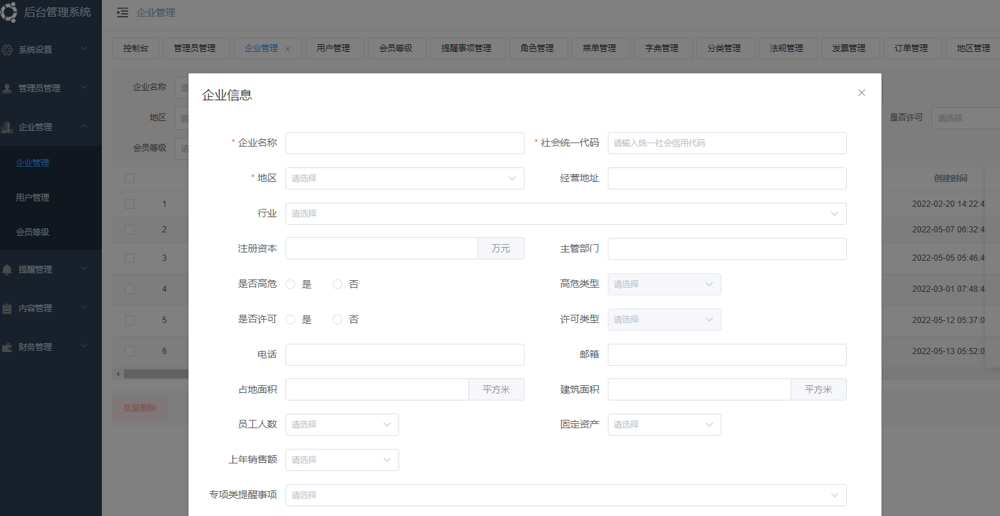 后台管理系统
企业管理
系统设置
管理员管理
企业管理
企业管理
用户管理
会员等级
提醒管理
内容管理
财务管理
控制台 管理员管理 企业管理 × 用户管理 会员等级 提醒事项管理 角色管理 菜单管理 字典管理 分类管理 法规管理 发票管理 订单管理 地区管理
企业名称 请
地区 请
是否许可 请选择
会员等级 请
创建时间
1 2022-02-20 14:22:4
2 2022-05-07 06:32:4
3 2022-05-05 05:46:4
4 2022-03-01 07:48:4
5 2022-05-12 05:37:0
6 2022-05-13 05:52:0
批量删除
企业信息
* 企业名称 * 社会统一代码 请输入统一社会信用代码
* 地区 请选择 经营地址
行业 请选择
注册资本 万元 主管部门
是否高危 是 否 高危类型 请选择
是否许可 是 否 许可类型 请选择
电话 邮箱
占地面积 平方米 建筑面积 平方米
员工人数 请选择 固定资产 请选择
上年销售额 请选择
专项类提醒事项 请选择